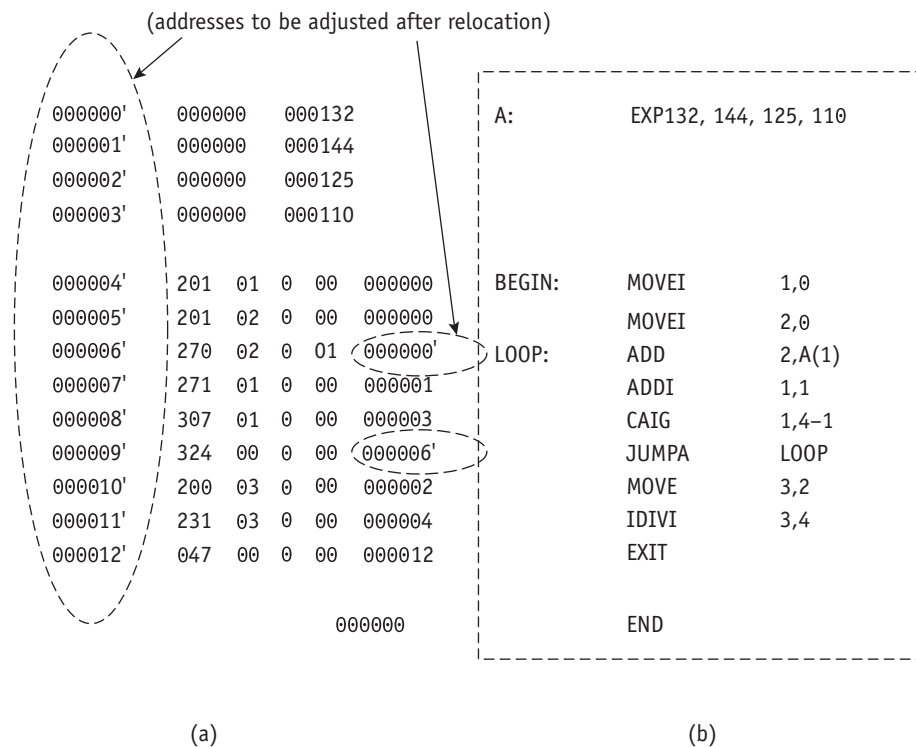 (addresses to be adjusted after relocation)
000000' 000000 000132 A: EXP132, 144, 125, 110
000001' 000000 000144
000002' 000000 000125
000003' 000000 000110
000004' 201 01 0 00 000000 BEGIN: MOVEI 1,0
000005' 201 02 0 00 000000 MOVEI 2,0
000006' 270 02 0 01 000000' LOOP: ADD 2,A(1)
000007' 271 01 0 00 000001 ADDI 1,1
000008' 307 01 0 00 000003 CAIG 1,4–1
000009' 324 00 0 00 000006' JUMPA LOOP
000010' 200 03 0 00 000002 MOVE 3,2
000011' 231 03 0 00 000004 IDIVI 3,4
000012' 047 00 0 00 000012 EXIT
000000 END
(a) (b)